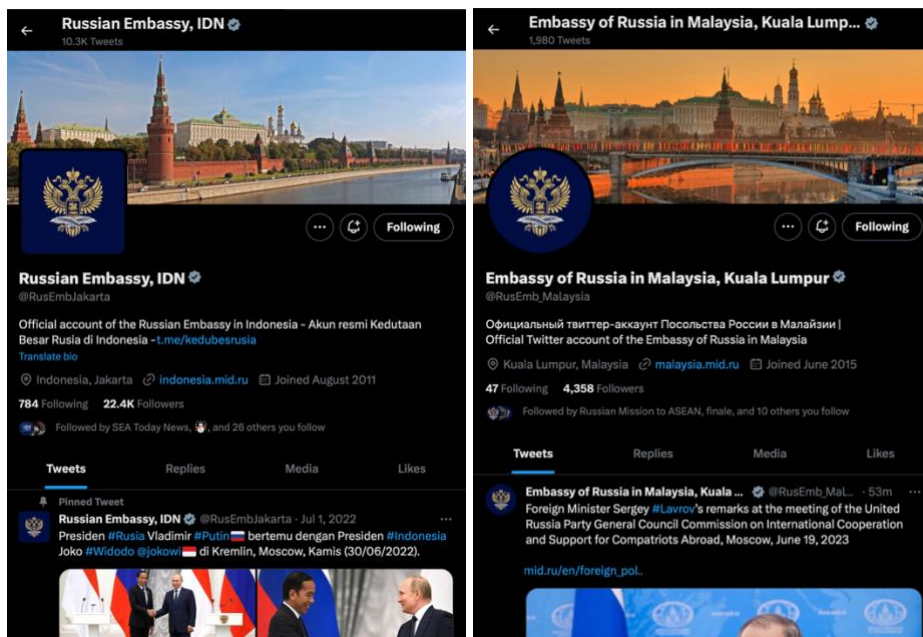 Russian Embassy, IDN
10.3K Tweets
Following
Russian Embassy, IDN
@RusEmbJakarta
Official account of the Russian Embassy in Indonesia - Akun resmi Kedutaan
Besar Rusia di Indonesia -t.me/kedubesrusia
Translate bio
Indonesia, Jakarta indonesia.mid.ru Joined August 2011
784 Following 22.4K Followers
Followed by SEA Today News, , and 26 others you follow
Tweets Replies Media Likes
Pinned Tweet
Russian Embassy, IDN @RusEmbJakarta · Jul 1, 2022
Presiden #Rusia Vladimir #Putin bertemu dengan Presiden #Indonesia
Joko #Widodo @jokowi di Kremlin, Moscow, Kamis (30/06/2022).
Embassy of Russia in Malaysia, Kuala Lump...
1,980 Tweets
Following
Embassy of Russia in Malaysia, Kuala Lumpur
@RusEmb_Malaysia
Официальный твиттер-аккаунт Посольства России в Малайзии |
Official Twitter account of the Embassy of Russia in Malaysia
Kuala Lumpur, Malaysia malaysia.mid.ru Joined June 2015
47 Following 4,358 Followers
Followed by Russian Mission to ASEAN, finale, and 10 others you follow
Tweets Replies Media Likes
Embassy of Russia in Malaysia, Kuala ... @RusEmb_Mal... · 53m
Foreign Minister Sergey #Lavrov's remarks at the meeting of the United
Russia Party General Council Commission on International Cooperation
and Support for Compatriots Abroad, Moscow, June 19, 2023
mid.ru/en/foreign_pol..